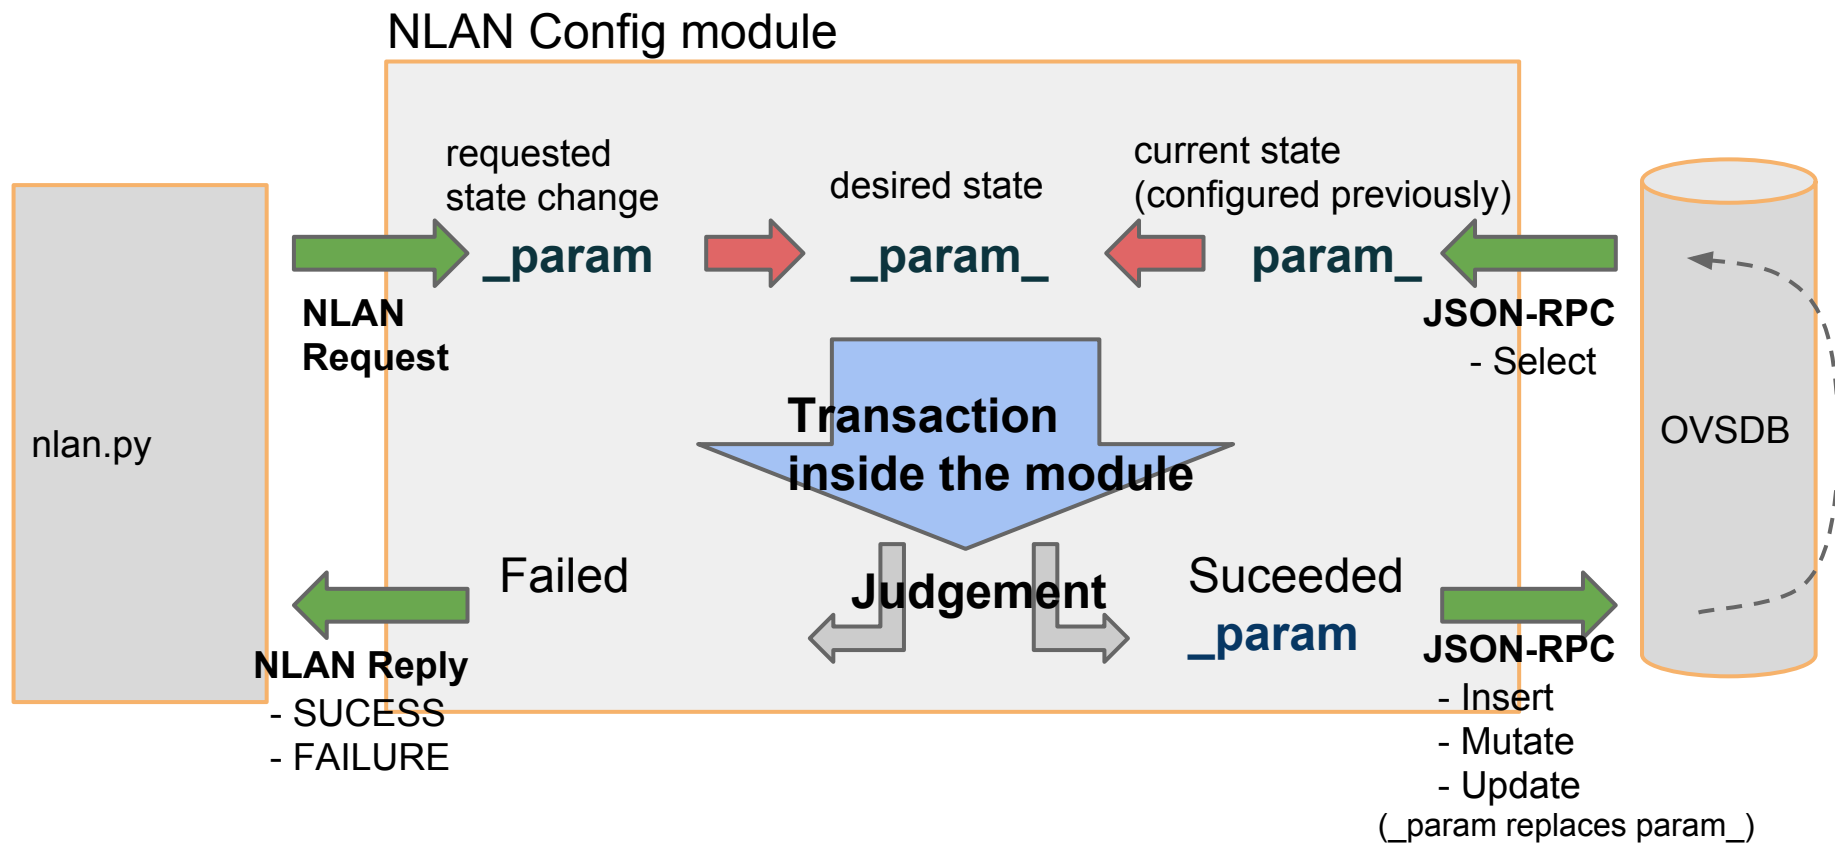 NLAN Config module
requested
state change
_param
desired state
_param_
current state
(configured previously)
param_
NLAN
Request
JSON-RPC
- Select
nlan.py
OVSDB
Transaction
inside the module
Judgement
Failed
Suceeded
_param
NLAN Reply
- SUCESS
- FAILURE
JSON-RPC
- Insert
- Mutate
- Update
(_param replaces param_)